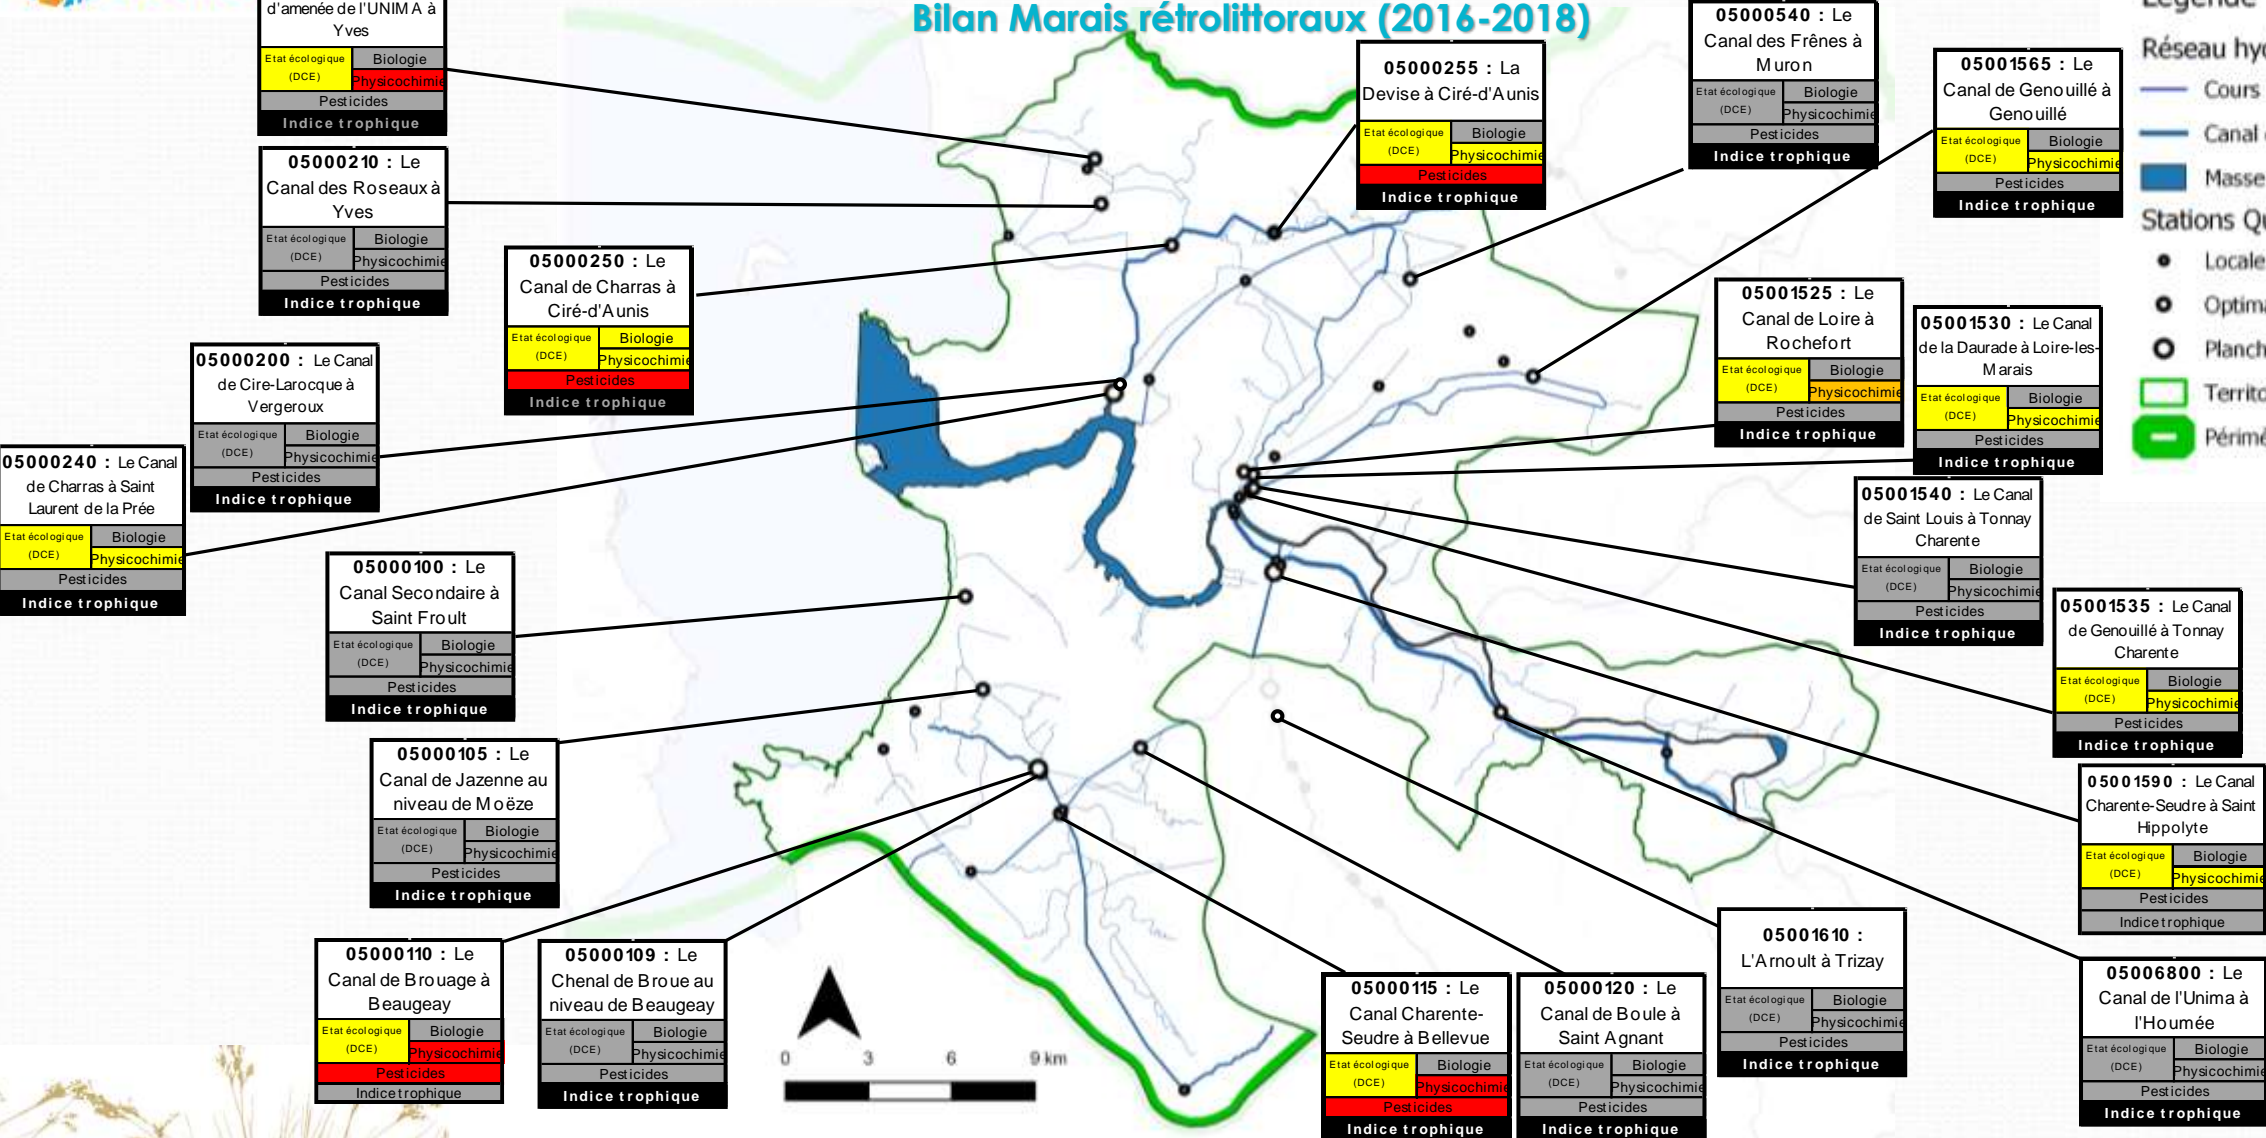 Bilan Marais rétrolittoraux (2016-2018)
d'amenée de l'UNIMA à
Yves
Etat écologique
(DCE)
Biologie
Physicochimie
Pesticides
Indice trophique
05000210 : Le
Canal des Roseaux à
Yves
Etat écologique
(DCE)
Biologie
Physicochimie
Pesticides
Indice trophique
05000250 : Le
Canal de Charras à
Ciré-d'Aunis
Etat écologique
(DCE)
Biologie
Physicochimie
Pesticides
Indice trophique
05000200 : Le Canal
de Cire-Larocque à
Vergeroux
Etat écologique
(DCE)
Biologie
Physicochimie
Pesticides
Indice trophique
05000240 : Le Canal
de Charras à Saint
Laurent de la Prée
Etat écologique
(DCE)
Biologie
Physicochimie
Pesticides
Indice trophique
05000100 : Le
Canal Secondaire à
Saint Froult
Etat écologique
(DCE)
Biologie
Physicochimie
Pesticides
Indice trophique
05000105 : Le
Canal de Jazenne au
niveau de Moëze
Etat écologique
(DCE)
Biologie
Physicochimie
Pesticides
Indice trophique
05000110 : Le
Canal de Brouage à
Beaugeay
Etat écologique
(DCE)
Biologie
Physicochimie
Pesticides
Indice trophique
05000109 : Le
Chenal de Broue au
niveau de Beaugeay
Etat écologique
(DCE)
Biologie
Physicochimie
Pesticides
Indice trophique
0 3 6 9 km
05000255 : La
Devise à Ciré-d'Aunis
Etat écologique
(DCE)
Biologie
Physicochimie
Pesticides
Indice trophique
05000540 : Le
Canal des Frênes à
Muron
Etat écologique
(DCE)
Biologie
Physicochimie
Pesticides
Indice trophique
05001565 : Le
Canal de Genouillé à
Genouillé
Etat écologique
(DCE)
Biologie
Physicochimie
Pesticides
Indice trophique
05001525 : Le
Canal de Loire à
Rochefort
Etat écologique
(DCE)
Biologie
Physicochimie
Pesticides
Indice trophique
05001530 : Le Canal
de la Daurade à Loire-les-
Marais
Etat écologique
(DCE)
Biologie
Physicochimie
Pesticides
Indice trophique
05001540 : Le Canal
de Saint Louis à Tonnay
Charente
Etat écologique
(DCE)
Biologie
Physicochimie
Pesticides
Indice trophique
05001535 : Le Canal
de Genouillé à Tonnay
Charente
Etat écologique
(DCE)
Biologie
Physicochimie
Pesticides
Indice trophique
05001590 : Le Canal
Charente-Seudre à Saint
Hippolyte
Etat écologique
(DCE)
Biologie
Physicochimie
Pesticides
Indice trophique
05006800 : Le
Canal de l'Unima à
l'Houmée
Etat écologique
(DCE)
Biologie
Physicochimie
Pesticides
Indice trophique
05001610 :
L'Arnoult à Trizay
Etat écologique
(DCE)
Biologie
Physicochimie
Pesticides
Indice trophique
05000115 : Le
Canal Charente-
Seudre à Bellevue
Etat écologique
(DCE)
Biologie
Physicochimie
Pesticides
Indice trophique
05000120 : Le
Canal de Boule à
Saint Agnant
Etat écologique
(DCE)
Biologie
Physicochimie
Pesticides
Indice trophique
Légende
Réseau hyd
Cours
Canal
Masse
Stations Qu
Locale
Optima
Planch
Territo
Périmè